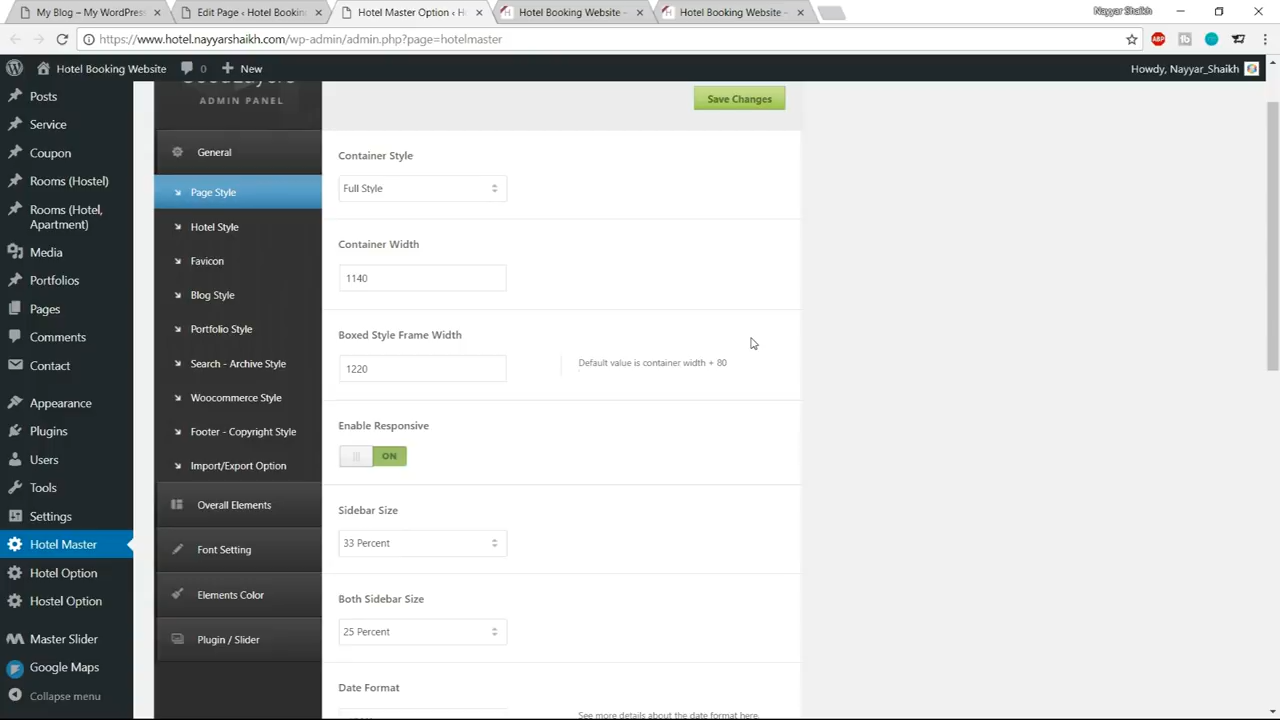 My Blog – My WordPress
Edit Page ‹ Hotel Bookin
Hotel Master Option ‹ H
Hotel Booking Website –
Hotel Booking Website –
Nayyar Shaikh
https://www.hotel.nayyarshaikh.com/wp-admin/admin.php?page=hotelmaster
ABP
fb
Hotel Booking Website
0
New
Howdy, Nayyar_Shaikh
Posts
Service
Coupon
Rooms (Hostel)
Rooms (Hotel,
Apartment)
Media
Portfolios
Pages
Comments
Contact
Appearance
Plugins
Users
Tools
Settings
Hotel Master
Hotel Option
Hostel Option
Master Slider
Google Maps
Collapse menu
ADMIN PANEL
General
Page Style
Hotel Style
Favicon
Blog Style
Portfolio Style
Search - Archive Style
Woocommerce Style
Footer - Copyright Style
Import/Export Option
Overall Elements
Font Setting
Elements Color
Plugin / Slider
Save Changes
Container Style
Full Style
Container Width
1140
Boxed Style Frame Width
1220
Default value is container width + 80
Enable Responsive
ON
Sidebar Size
33 Percent
Both Sidebar Size
25 Percent
Date Format
See more details about the date format here.